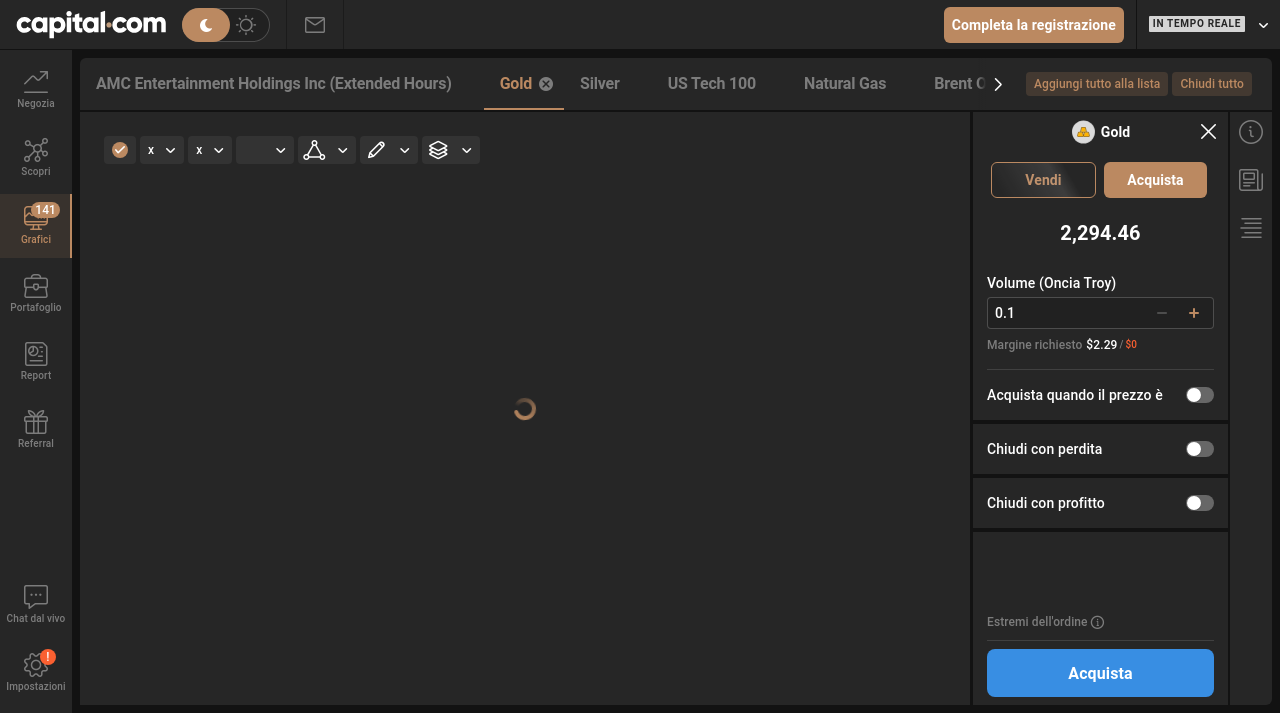 capital.com
Completa la registrazione
IN TEMPO REALE
Negozia
Scopri
141
Grafici
Portafoglio
Report
Referral
Chat dal vivo
!
Impostazioni
AMC Entertainment Holdings Inc (Extended Hours)
Gold
Silver
US Tech 100
Natural Gas
Brent
Aggiungi tutto alla lista
Chiudi tutto
x
x
Gold
Vendi
Acquista
2,294.46
Volume (Oncia Troy)
0.1
Margine richiesto $2.29 / $0
Acquista quando il prezzo è
Chiudi con perdita
Chiudi con profitto
Estremi dell'ordine
Acquista